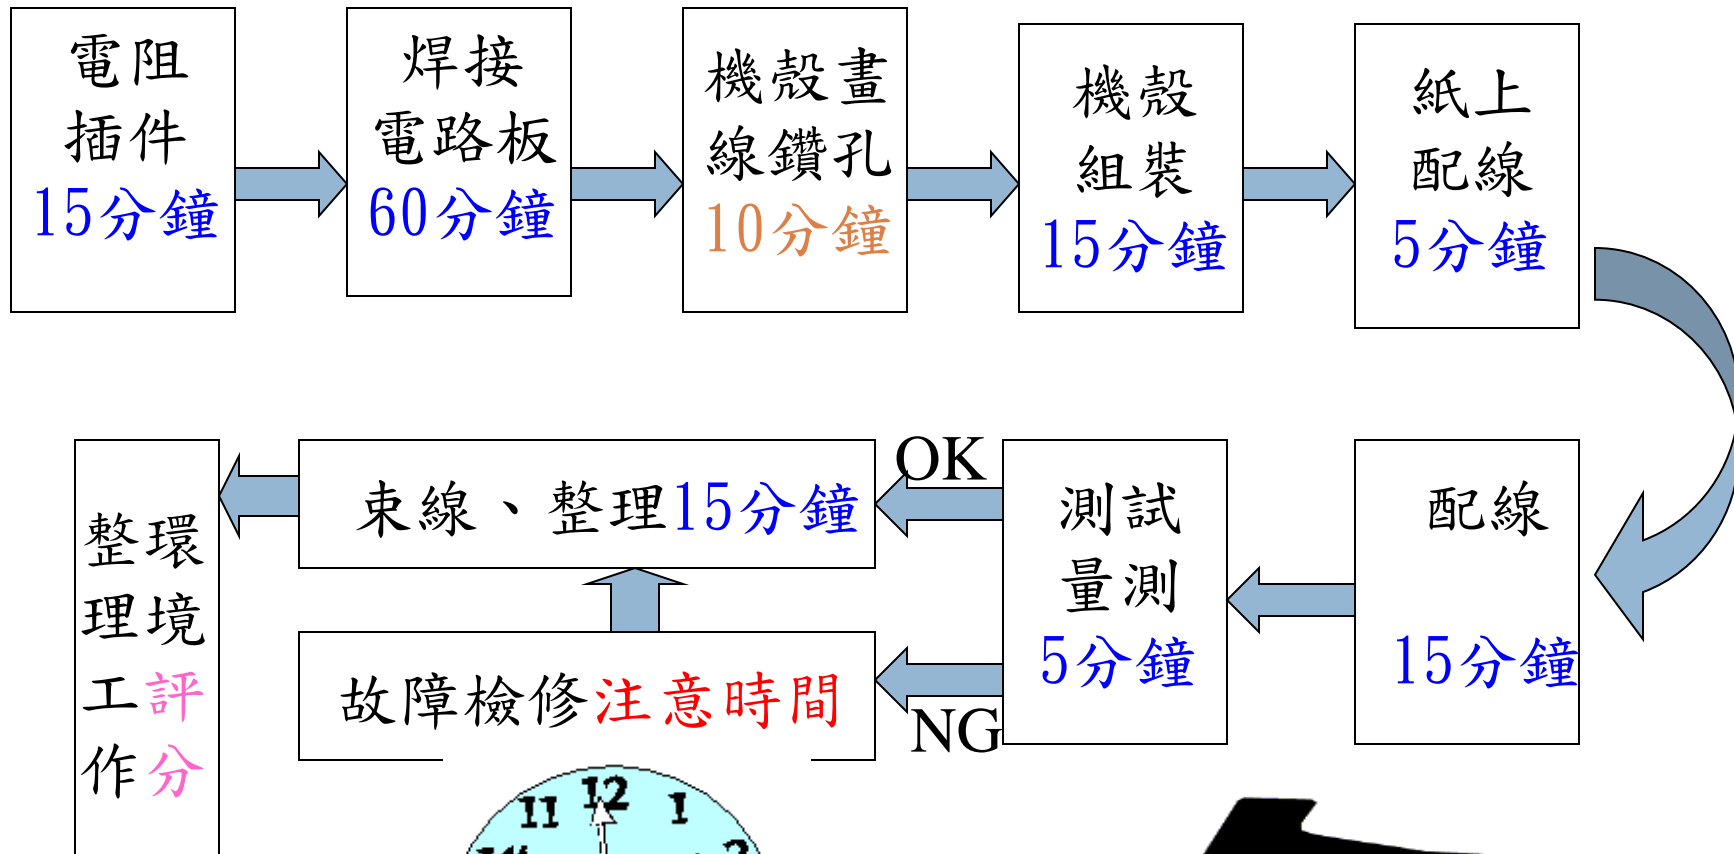 電阻
插件
15分鐘
焊接
電路板
60分鐘
機殼畫
線鑽孔
10分鐘
機殼
組裝
15分鐘
紙上
配線
5分鐘
配線
15分鐘
測試
量測
5分鐘
OK
NG
束線、整理15分鐘
故障檢修注意時間
整環
理境
工評
作分
11 12 1